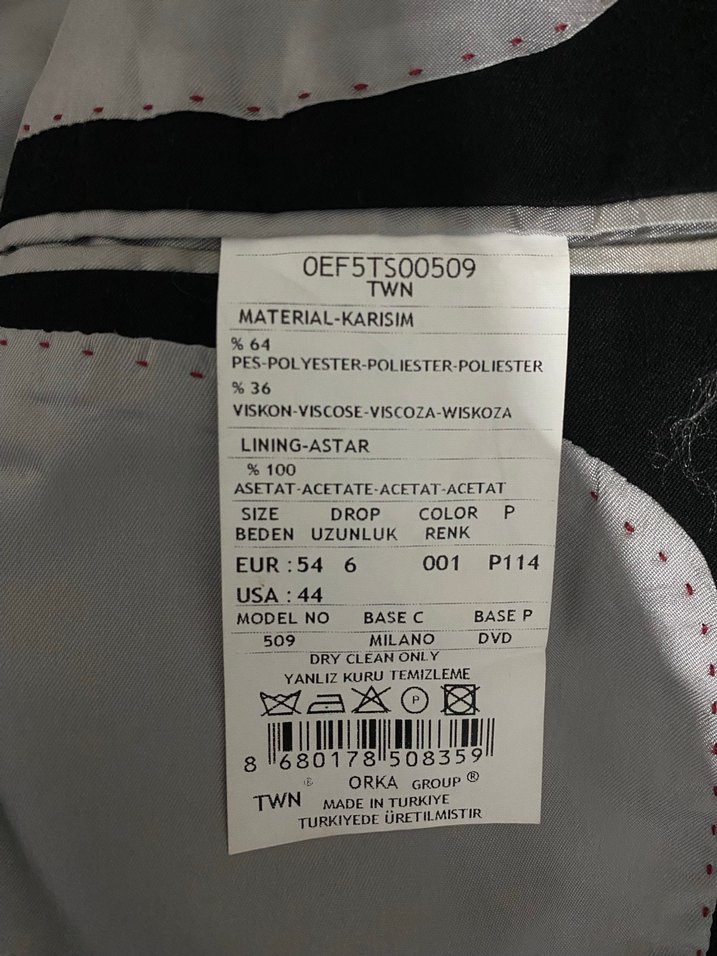 0EF5TS00509
TWN
MATERIAL-KARISIM
% 64
PES-POLYESTER-POLIESTER-POLIESTER
% 36
VISKON-VISCOSE-VISCOZA-WISKOZA
LINING-ASTAR
% 100
ASETAT-ACETATE-ACETAT-ACETAT
SIZE DROP COLOR P
BEDEN UZUNLUK RENK
EUR : 54 6 001 P114
USA : 44
MODEL NO BASE C BASE P
509 MILANO DVD
DRY CLEAN ONLY
YANLIZ KURU TEMIZLEME
P
8 680178 508359
TWN ® ORKA GROUP ®
MADE IN TURKIYE
TURKIYEDE ÜRETILMISTIR